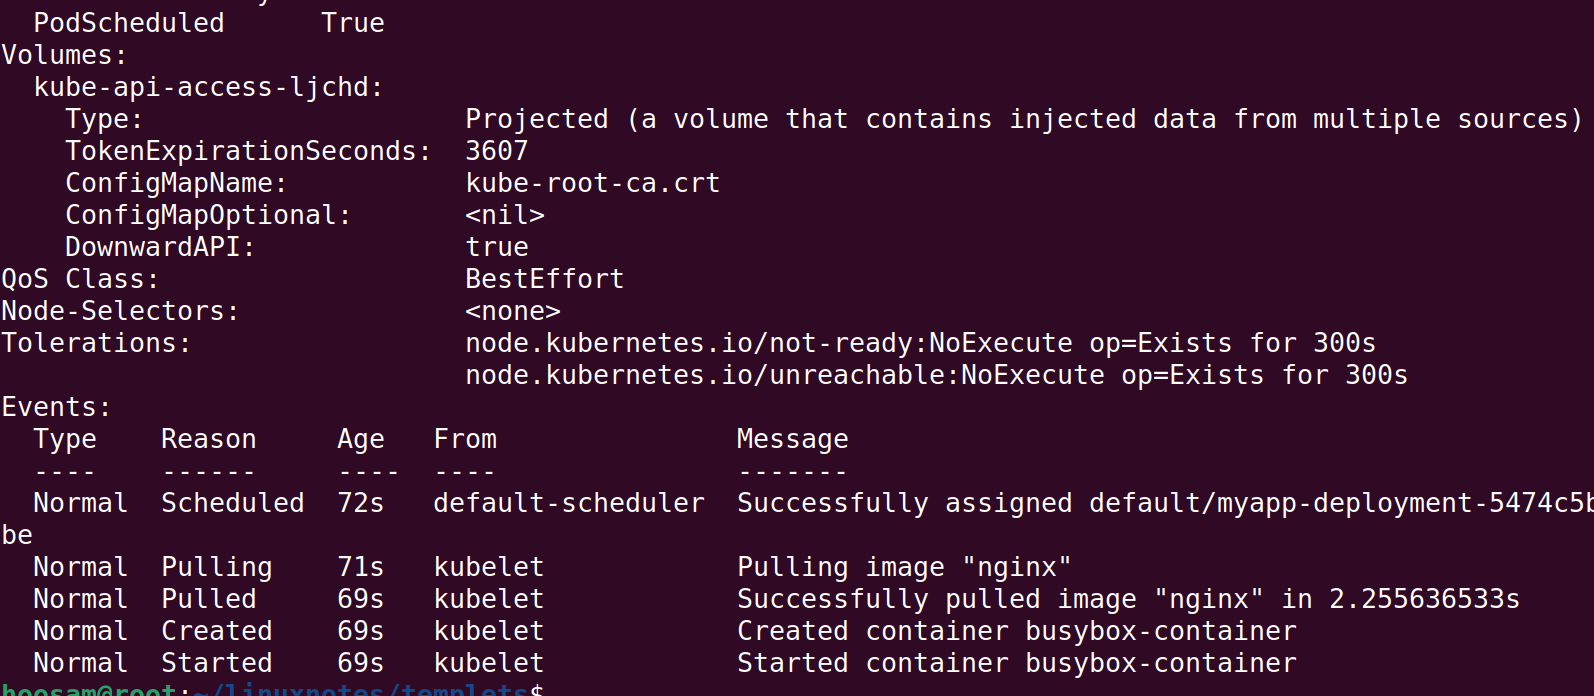 PodScheduled True
Volumes:
kube-api-access-ljchd:
Type: Projected (a volume that contains injected data from multiple sources)
TokenExpirationSeconds: 3607
ConfigMapName: kube-root-ca.crt
ConfigMapOptional: <nil>
DownwardAPI: true
QoS Class: BestEffort
Node-Selectors: <none>
Tolerations: node.kubernetes.io/not-ready:NoExecute op=Exists for 300s
node.kubernetes.io/unreachable:NoExecute op=Exists for 300s
Events:
Type Reason Age From Message
---- ------ ---- ---- -------
Normal Scheduled 72s default-scheduler Successfully assigned default/myapp-deployment-5474c5b
be
Normal Pulling 71s kubelet Pulling image "nginx"
Normal Pulled 69s kubelet Successfully pulled image "nginx" in 2.255636533s
Normal Created 69s kubelet Created container busybox-container
Normal Started 69s kubelet Started container busybox-container
hoosam@root:~/linuxnotes/templets$